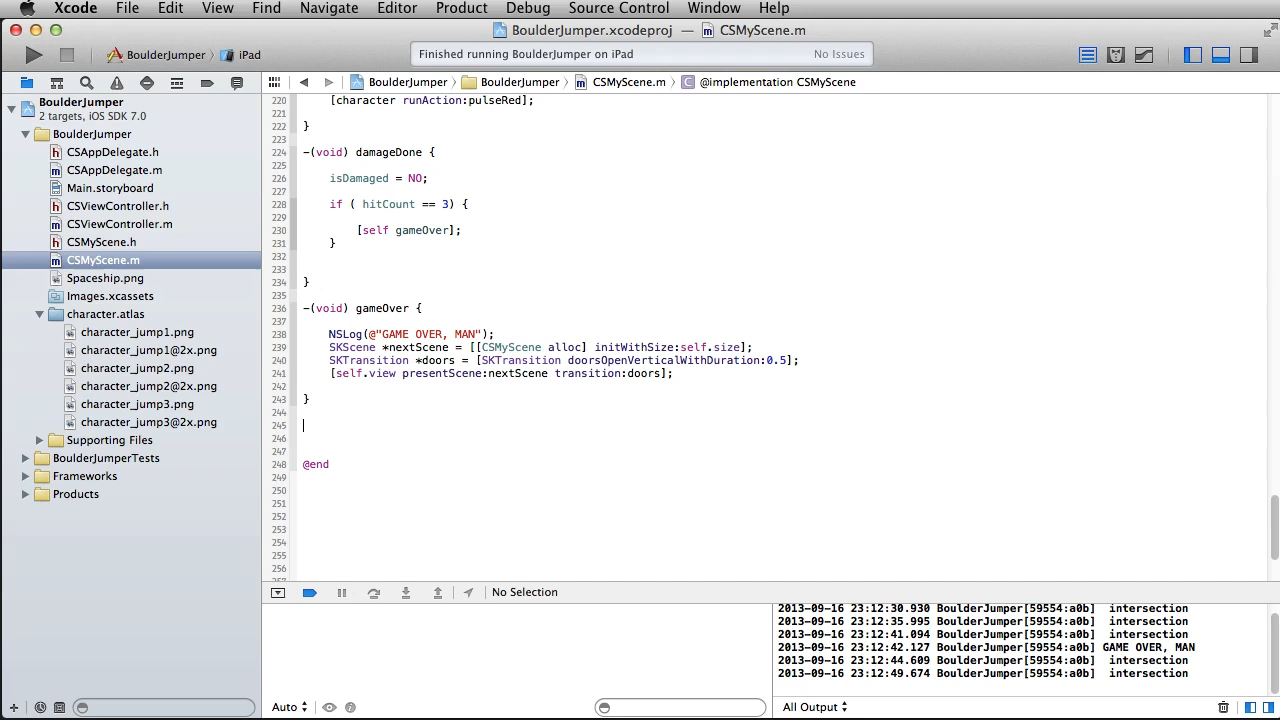 Xcode File Edit View Find Navigate Editor Product Debug Source Control Window Help
BoulderJumper.xcodeproj — CSMyScene.m
BoulderJumper iPad
Finished running BoulderJumper on iPad No Issues
BoulderJumper BoulderJumper CSMyScene.m @implementation CSMyScene
BoulderJumper
2 targets, iOS SDK 7.0
BoulderJumper
CSAppDelegate.h
CSAppDelegate.m
Main.storyboard
CSViewController.h
CSViewController.m
CSMyScene.h
CSMyScene.m
Spaceship.png
Images.xcassets
character.atlas
character_jump1.png
character_jump1@2x.png
character_jump2.png
character_jump2@2x.png
character_jump3.png
character_jump3@2x.png
Supporting Files
BoulderJumperTests
Frameworks
Products
220 [character runAction:pulseRed];
221
222 }
223
224 -(void) damageDone {
225
226 isDamaged = NO;
227
228 if ( hitCount == 3) {
229
230 [self gameOver];
231 }
232
233
234 }
235
236 -(void) gameOver {
237
238 NSLog(@"GAME OVER, MAN");
239 SKScene *nextScene = [[CSMyScene alloc] initWithSize:self.size];
240 SKTransition *doors = [SKTransition doorsOpenVerticalWithDuration:0.5];
241 [self.view presentScene:nextScene transition:doors];
242
243 }
244
245
246
247
248 @end
249
250
251
252
253
254
255
256
No Selection
2013-09-16 23:12:30.930 BoulderJumper[59554:a0b] intersection
2013-09-16 23:12:35.995 BoulderJumper[59554:a0b] intersection
2013-09-16 23:12:41.094 BoulderJumper[59554:a0b] intersection
2013-09-16 23:12:42.127 BoulderJumper[59554:a0b] GAME OVER, MAN
2013-09-16 23:12:44.609 BoulderJumper[59554:a0b] intersection
2013-09-16 23:12:49.674 BoulderJumper[59554:a0b] intersection
Auto All Output